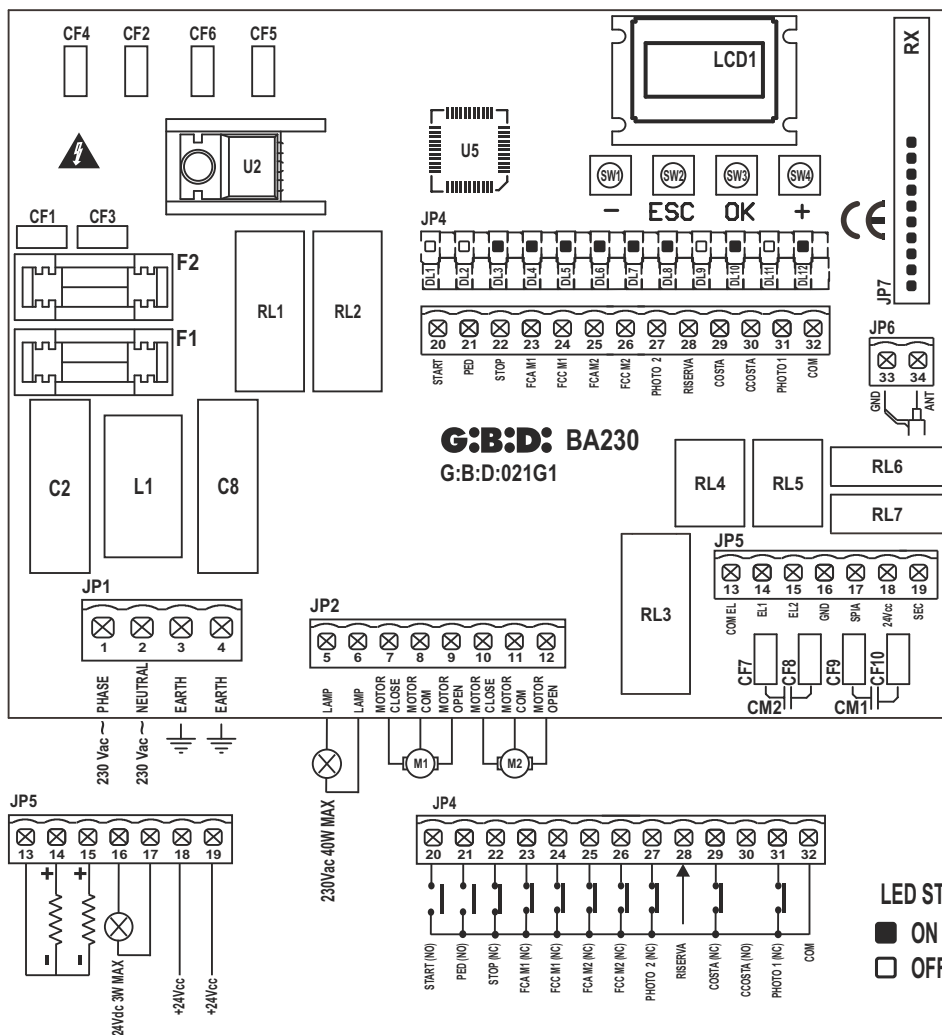 CF4 CF2 CF6 CF5
LCD1
RX
U2
U5
SW1 SW2 SW3 SW4
- ESC OK +
CF1 CF3
JP4
CE
F2
DL1 DL2 DL3 DL4 DL5 DL6 DL7 DL8 DL9 DL10 DL11 DL12
JP7
RL1 RL2
F1
20 21 22 23 24 25 26 27 28 29 30 31 32
START PED STOP FCA M1 FCC M1 FCA M2 FCC M2 PHOTO 2 RISERVA COSTA CCOSTA PHOTO 1 COM
JP6
33 34
GND ANT
G:B:D: BA230
G:B:D:021G1
C2 L1 C8
RL4 RL5 RL6
RL7
RL3
JP5
13 14 15 16 17 18 19
COM EL EL1 EL2 GND SPIA 24Vcc SEC
JP1
1 2 3 4
230 Vac ~ PHASE
230 Vac ~ NEUTRAL
EARTH
EARTH
JP2
5 6 7 8 9 10 11 12
LAMP
LAMP
MOTOR CLOSE
MOTOR COM
MOTOR OPEN
MOTOR CLOSE
MOTOR COM
MOTOR OPEN
M1 M2
230Vac 40W MAX
CF7 CF8 CF9 CF10
CM2 CM1
JP5
13 14 15 16 17 18 19
+ +
- -
24Vdc 3W MAX
+24Vcc
+24Vcc
JP4
20 21 22 23 24 25 26 27 28 29 30 31 32
START (NO)
PED (NO)
STOP (NC)
FCA M1 (NC)
FCC M1 (NC)
FCA M2 (NC)
FCC M2 (NC)
PHOTO 2 (NC)
RISERVA
COSTA (NC)
CCOSTA (NO)
PHOTO 1 (NC)
COM
LED ST
ON
OFF